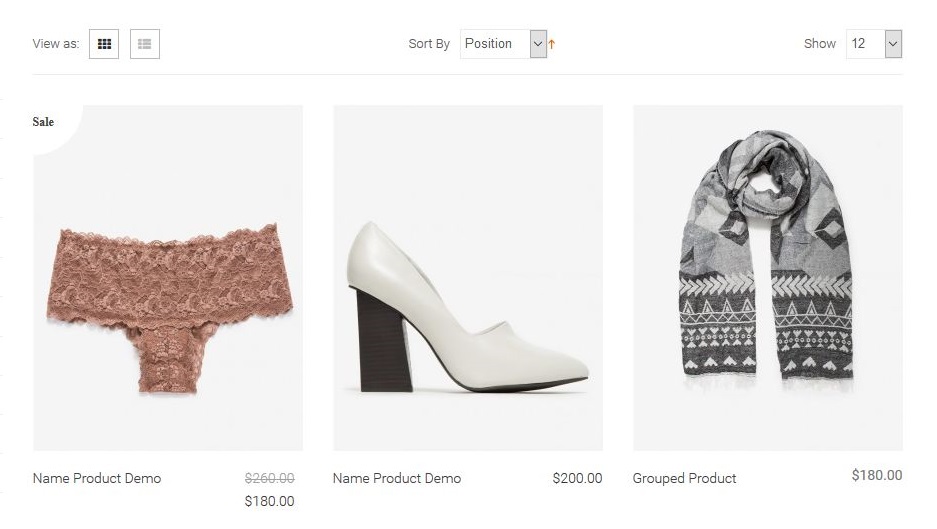 View as:
Sort By Position
Show 12
Sale
Name Product Demo $260.00
$180.00
Name Product Demo $200.00
Grouped Product $180.00